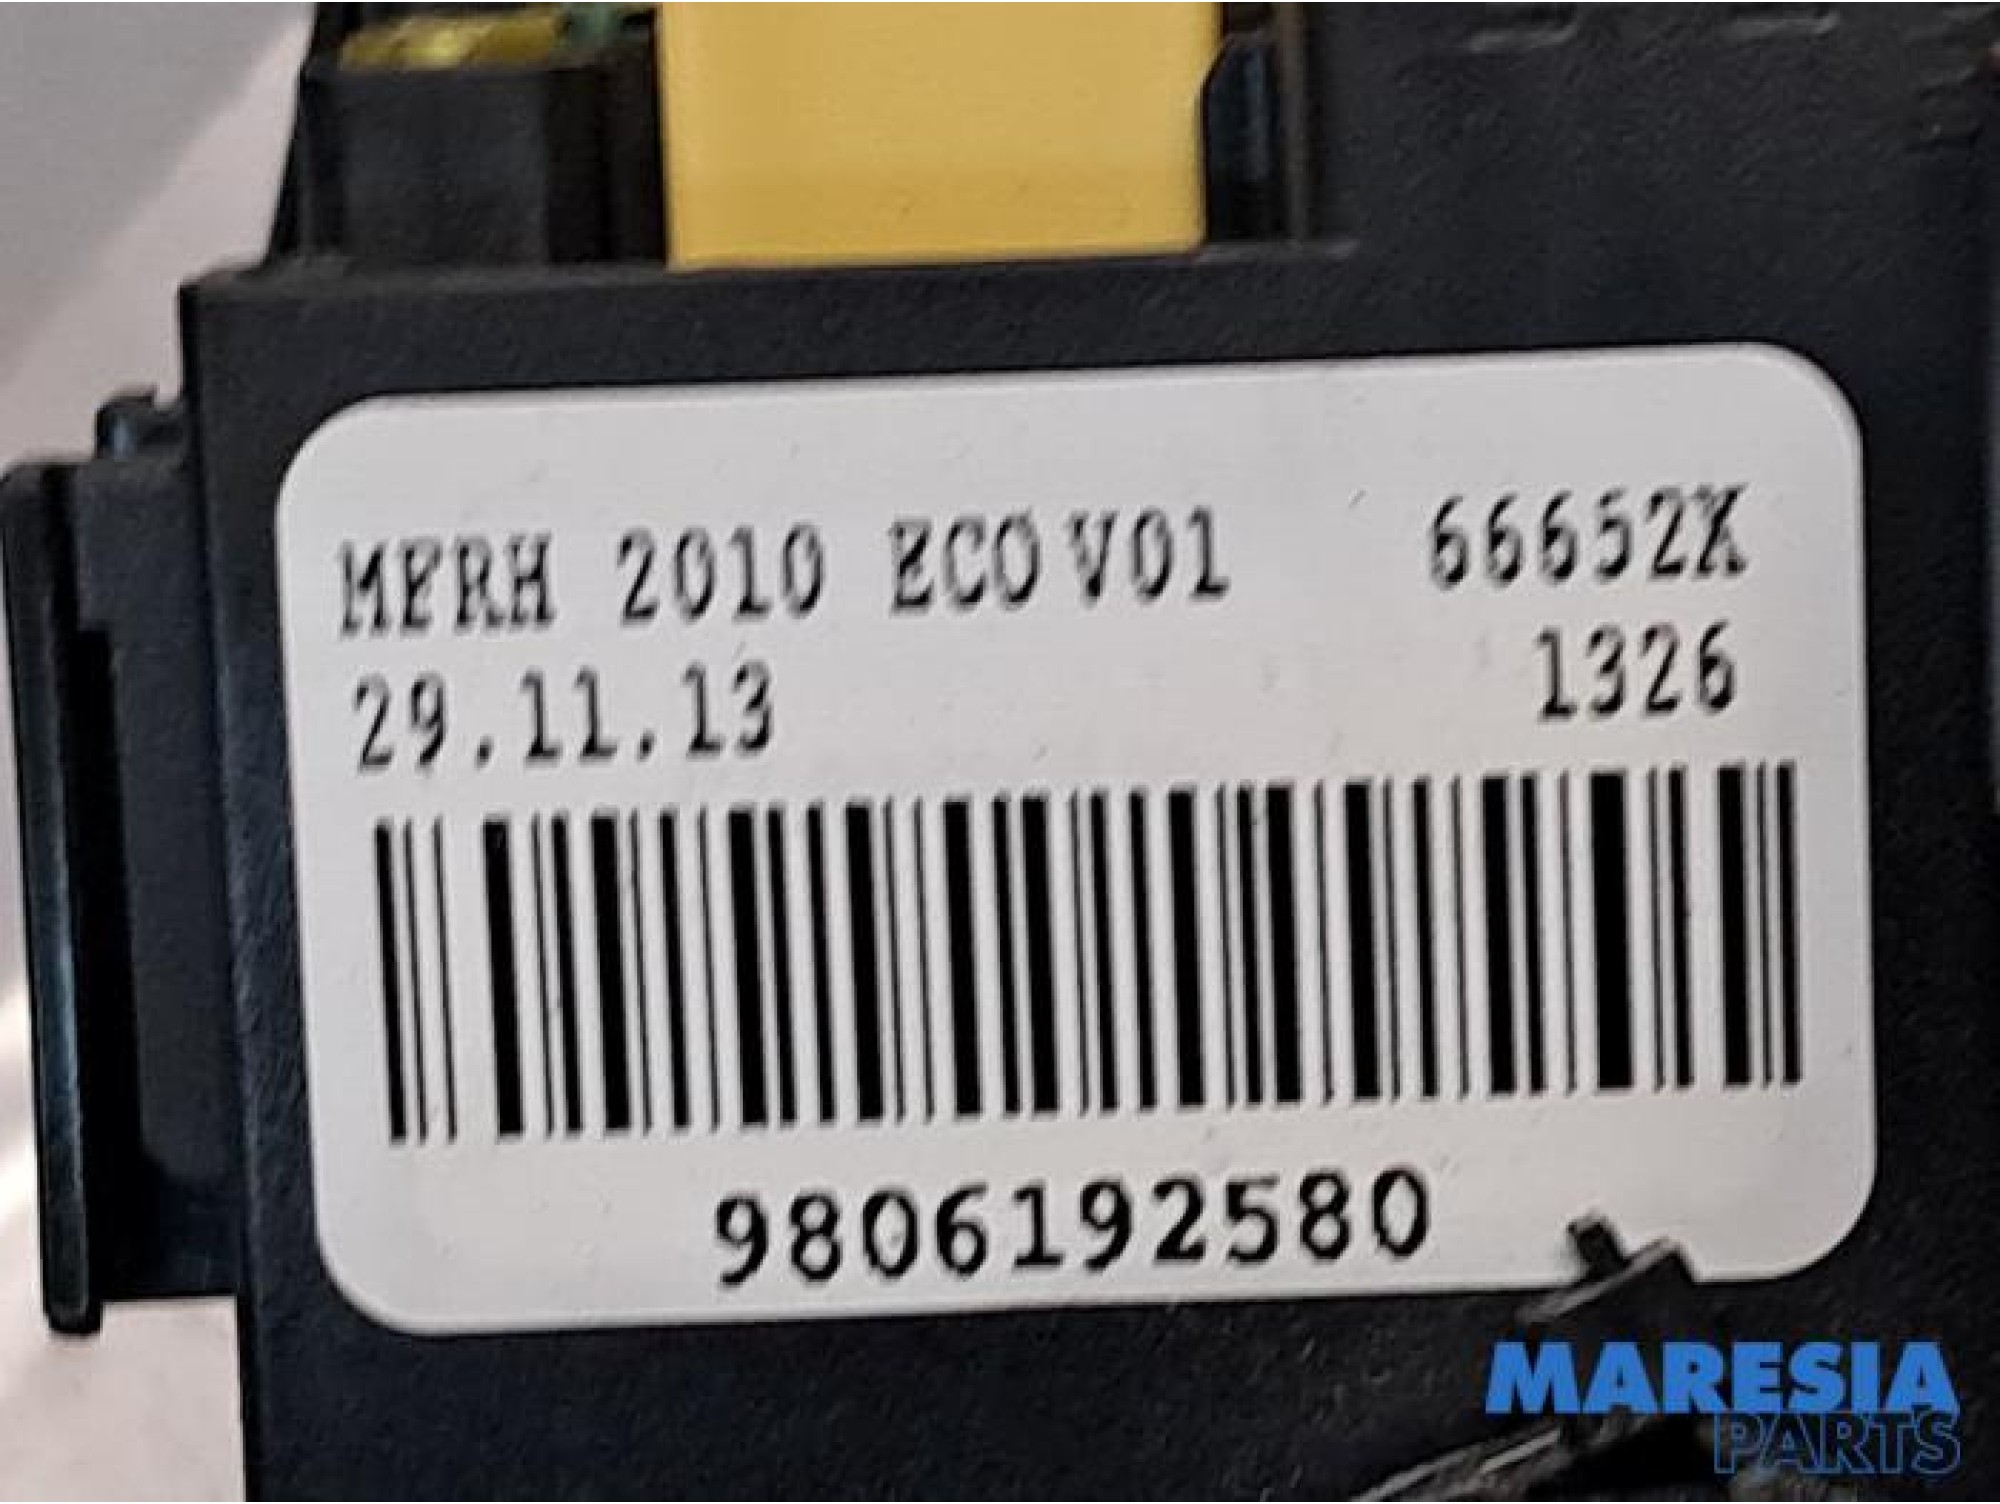 MFRH 2010 ECO V01 66652X
29.11.13 1326
9806192580
MARESIA
PARTS